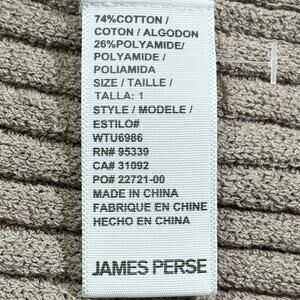 74%COTTON /
COTON / ALGODON
26%POLYAMIDE/
POLYAMIDE /
POLIAMIDA
SIZE / TAILLE /
TALLA: 1
STYLE / MODELE /
ESTILO#
WTU6986
RN# 95339
CA# 31092
PO# 22721-00
MADE IN CHINA
FABRIQUE EN CHINE
HECHO EN CHINA
JAMES PERSE